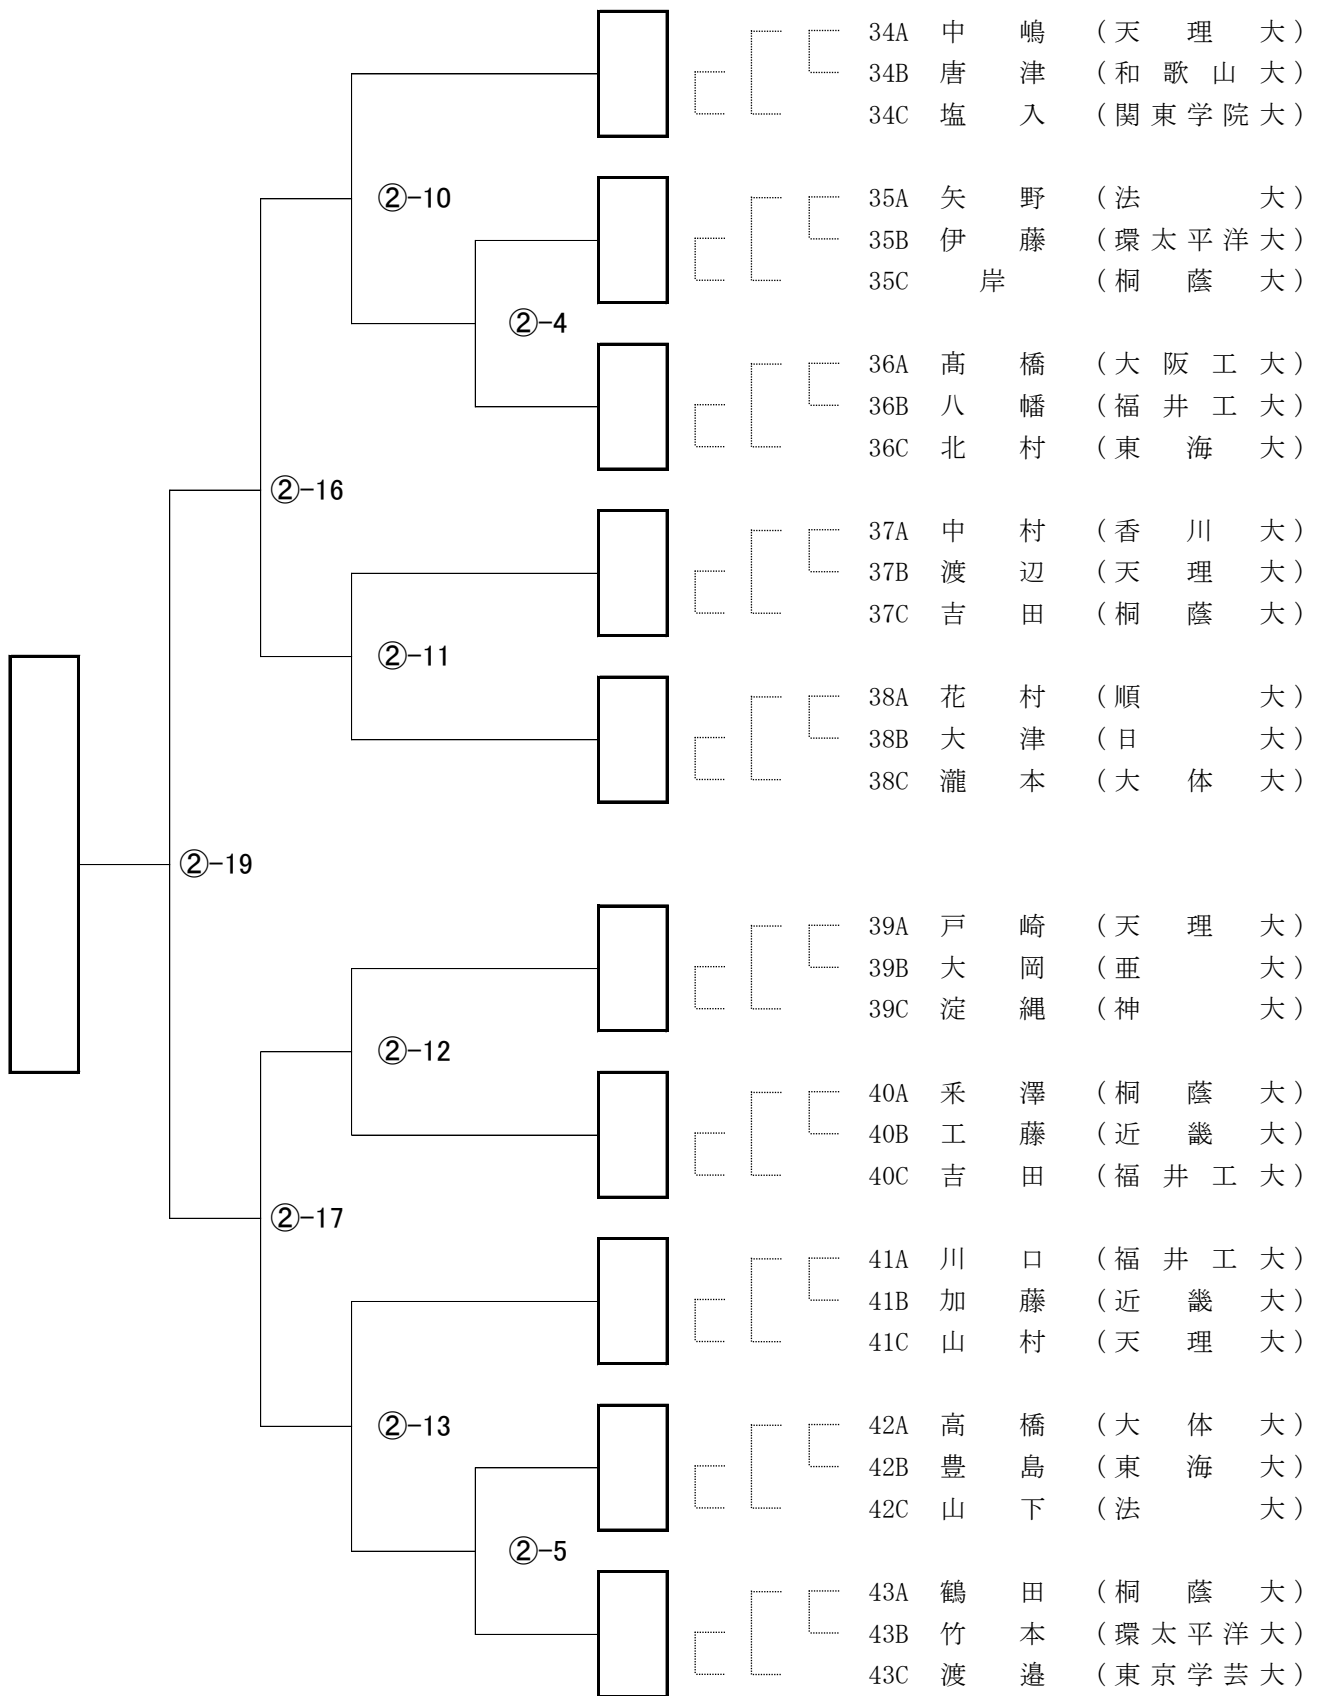 34A 中嶋 (天理大)
34B 唐津 (和歌山大)
34C 塩入 (関東学院大)
②-10
35A 矢野 (法大)
35B 伊藤 (環太平洋大)
35C 岸 (桐蔭大)
②-4
36A 髙橋 (大阪工大)
36B 八幡 (福井工大)
36C 北村 (東海大)
②-16
37A 中村 (香川大)
37B 渡辺 (天理大)
37C 吉田 (桐蔭大)
②-11
38A 花村 (順大)
38B 大津 (日大)
38C 瀧本 (大体大)
②-19
39A 戸崎 (天理大)
39B 大岡 (亜大)
39C 淀縄 (神大)
②-12
40A 釆澤 (桐蔭大)
40B 工藤 (近畿大)
40C 吉田 (福井工大)
②-17
41A 川口 (福井工大)
41B 加藤 (近畿大)
41C 山村 (天理大)
②-13
42A 高橋 (大体大)
42B 豊島 (東海大)
42C 山下 (法大)
②-5
43A 鶴田 (桐蔭大)
43B 竹本 (環太平洋大)
43C 渡邉 (東京学芸大)